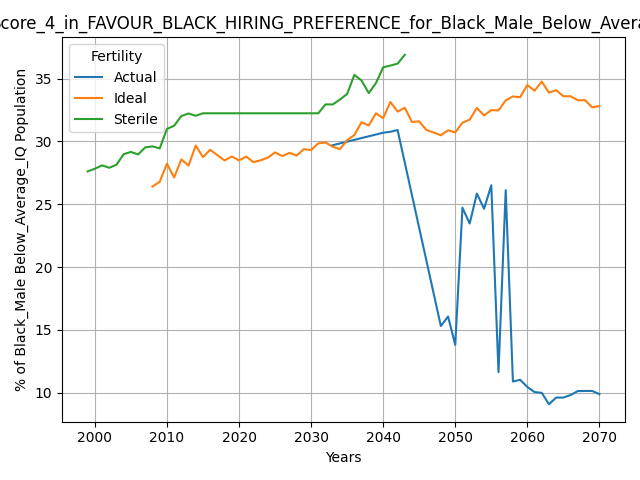 core_4_in_FAVOUR_BLACK_HIRING_PREFERENCE_for_Black_Male_Below_Avera
Fertility
Actual
Ideal
Sterile
% of Black_Male Below_Average_IQ Population
35
30
25
20
15
10
2000
2010
2020
2030
2040
2050
2060
2070
Years